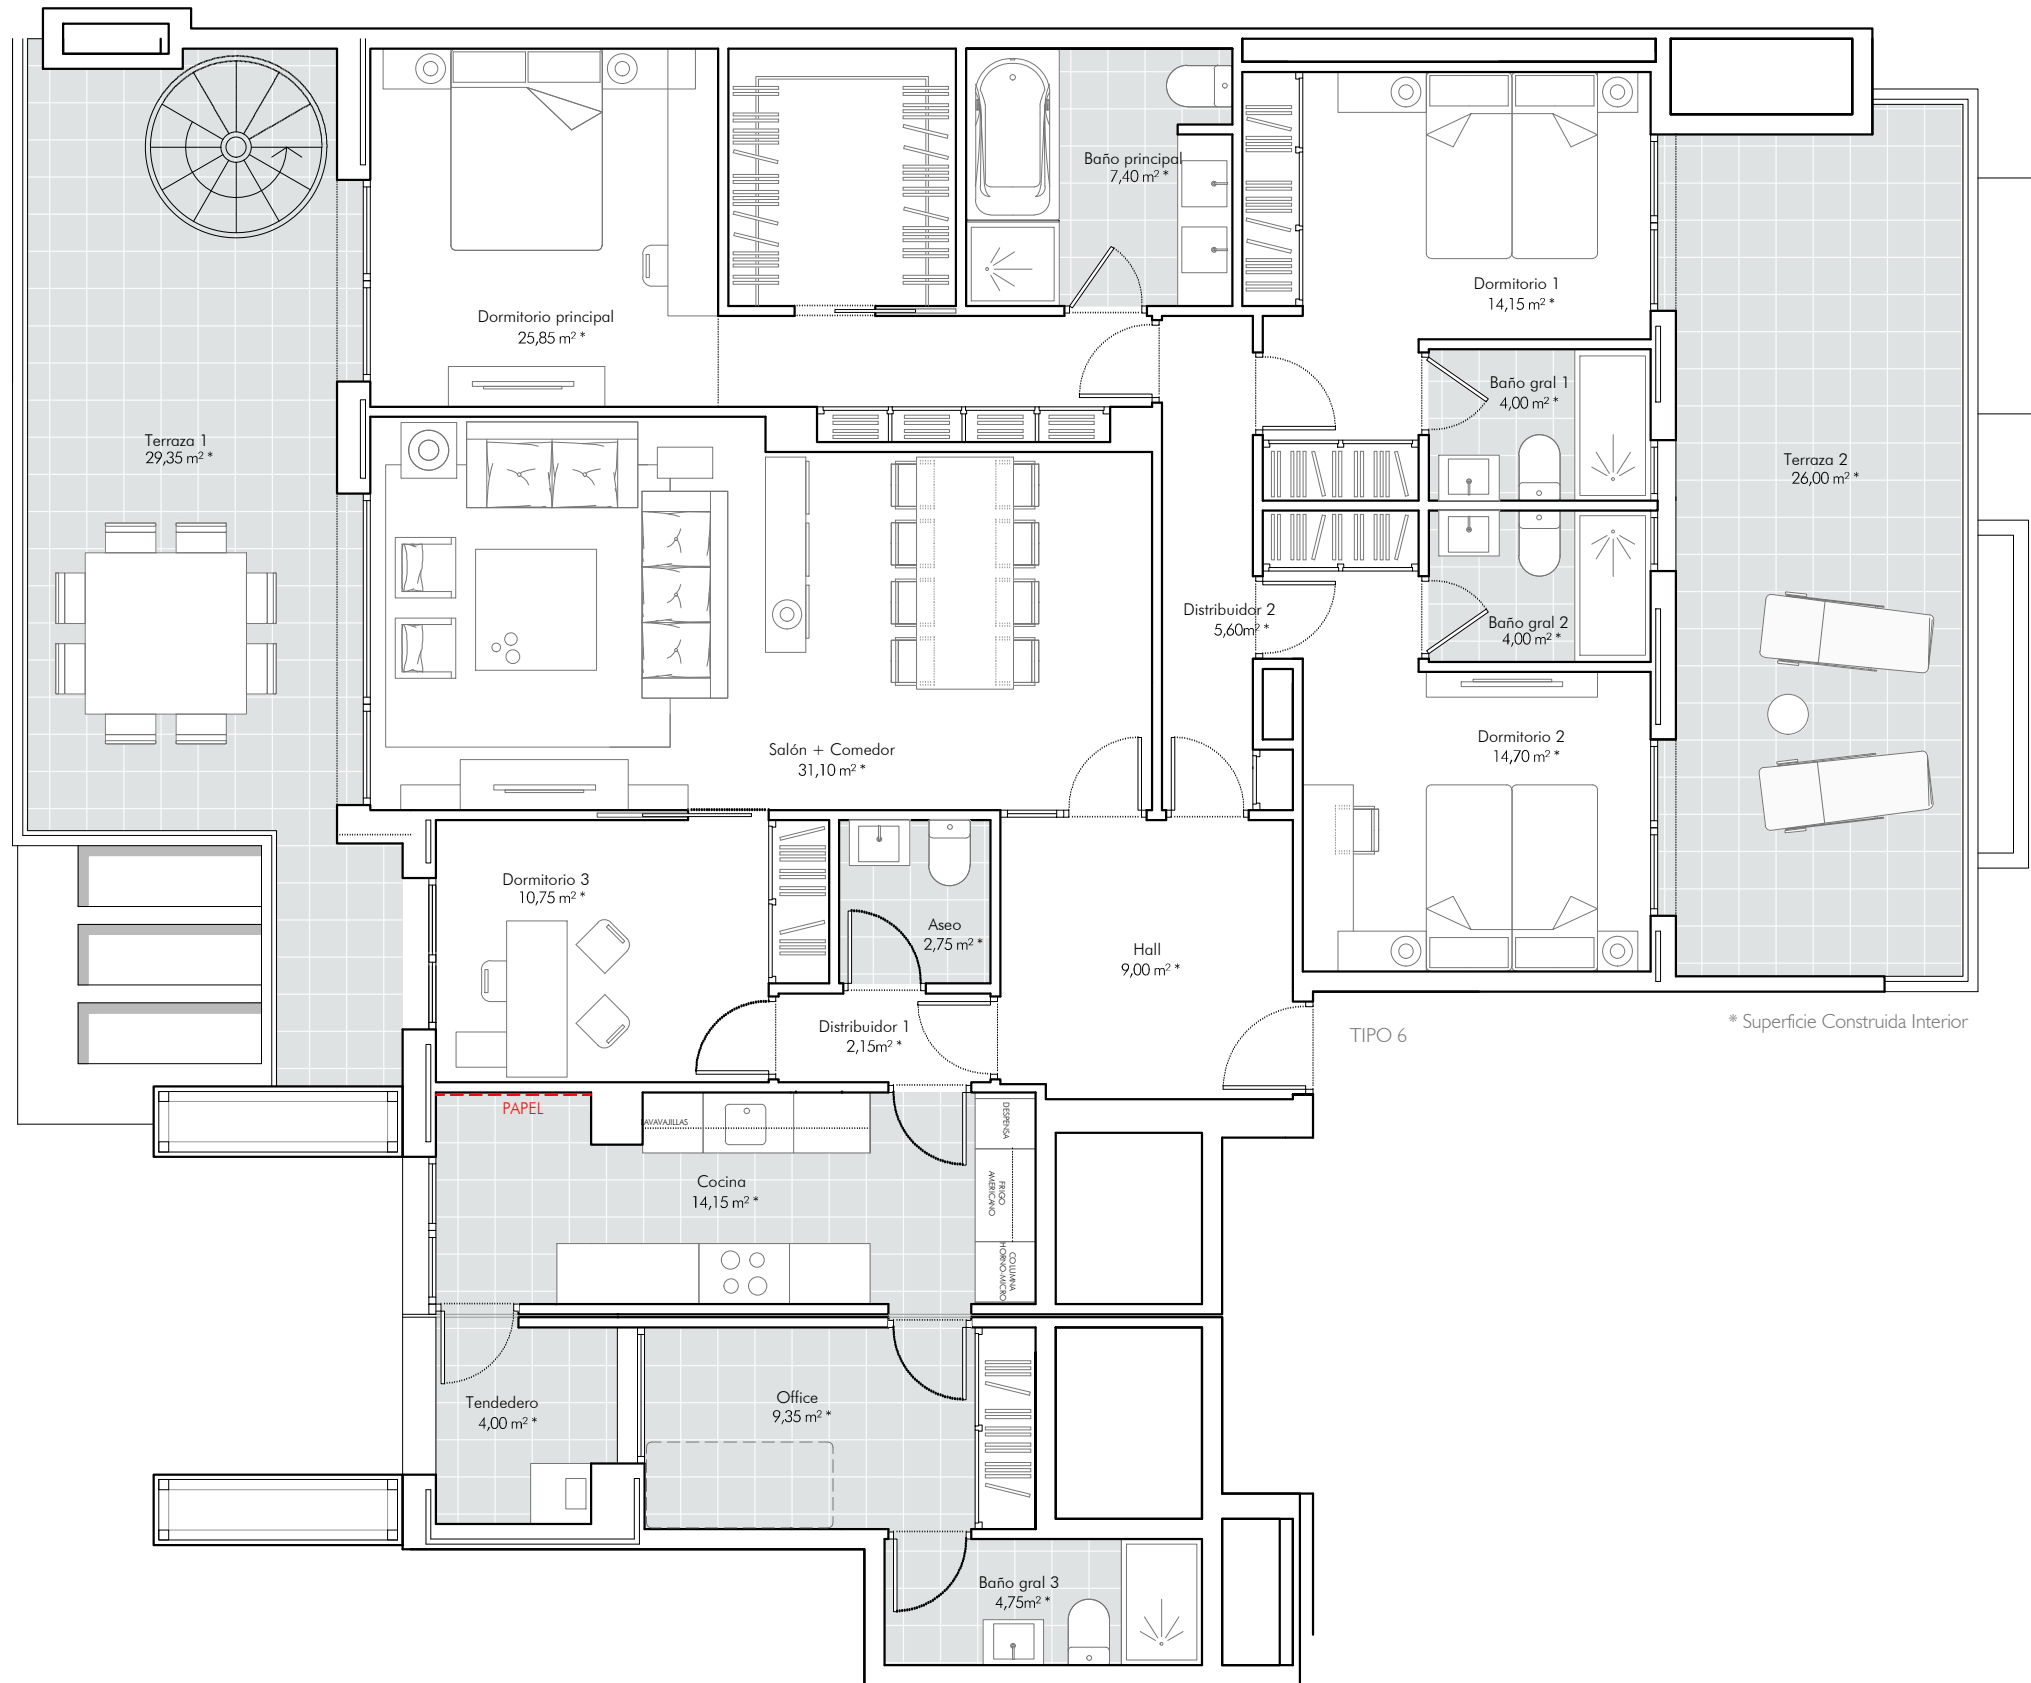 Baño principal
7,40 m² *
Dormitorio 1
14,15 m² *
Dormitorio principal
25,85 m² *
Baño gral 1
4,00 m² *
Terraza 1
29,35 m² *
Terraza 2
26,00 m² *
Distribuidor 2
5,60m² *
Baño gral 2
4,00 m² *
Salón + Comedor
31,10 m² *
Dormitorio 2
14,70 m² *
Dormitorio 3
10,75 m² *
Aseo
2,75 m² *
Hall
9,00 m² *
Distribuidor 1
2,15m² *
TIPO 6
* Superficie Construida Interior
PAPEL
LAVAVAJILLAS
DESPENSA
Cocina
14,15 m² *
FRIGO
AMERICANO
COLUMNA
HORNO-MICRO
Tendedero
4,00 m² *
Office
9,35 m² *
Baño gral 3
4,75m² *